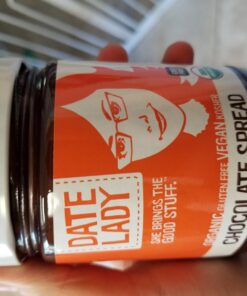 DATE
LADY
SHE BRINGS THE
GOOD STUFF."
ORGANIC GLUTEN FREE VEGAN KOSHER
CHOCOLATE SPREAD